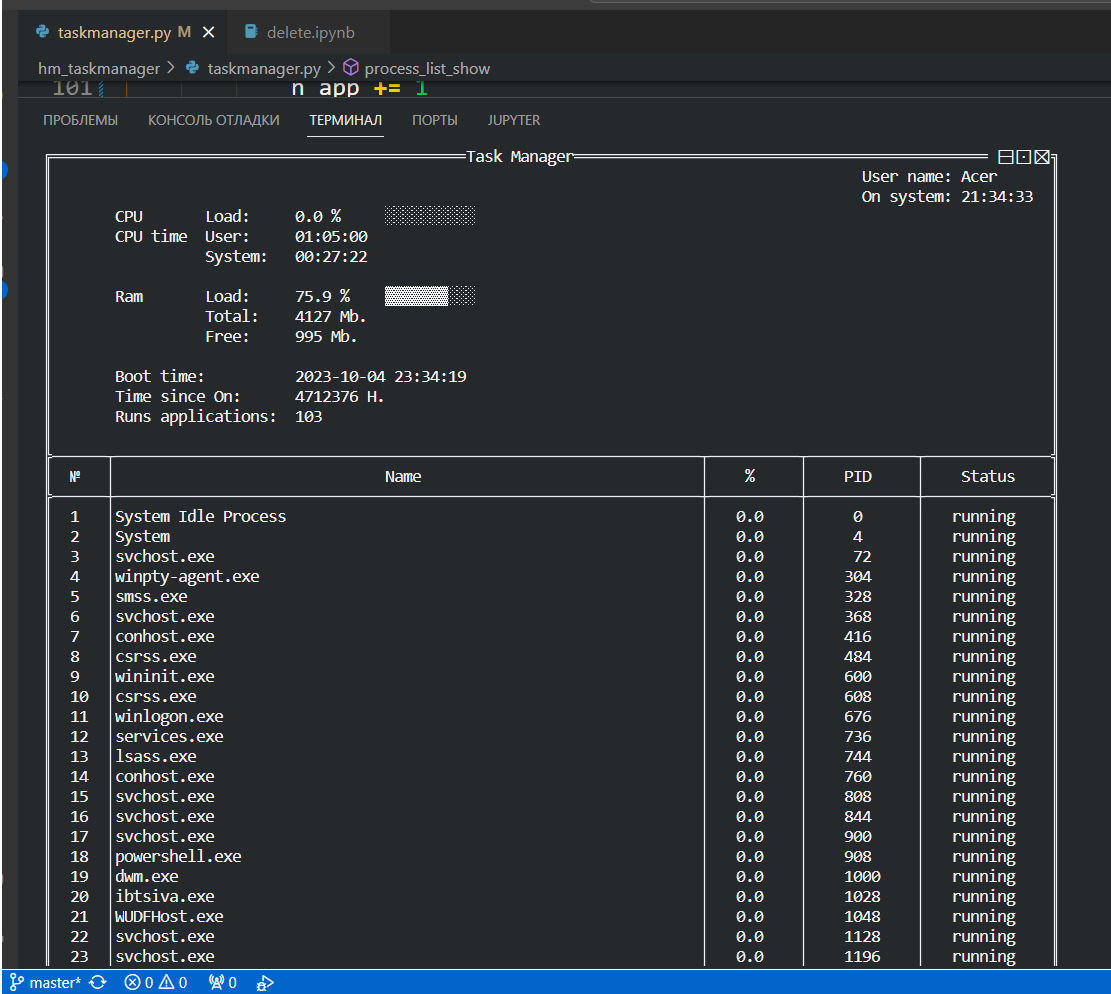 taskmanager.py M
delete.ipynb
hm_taskmanager > taskmanager.py > process_list_show
101 n app += 1
ПРОБЛЕМЫ КОНСОЛЬ ОТЛАДКИ ТЕРМИНАЛ ПОРТЫ JUPYTER
Task Manager
User name: Acer
On system: 21:34:33
CPU Load: 0.0 %
CPU time User: 01:05:00
System: 00:27:22
Ram Load: 75.9 %
Total: 4127 Mb.
Free: 995 Mb.
Boot time: 2023-10-04 23:34:19
Time since On: 4712376 H.
Runs applications: 103
№ Name % PID Status
1 System Idle Process 0.0 0 running
2 System 0.0 4 running
3 svchost.exe 0.0 72 running
4 winpty-agent.exe 0.0 304 running
5 smss.exe 0.0 328 running
6 svchost.exe 0.0 368 running
7 conhost.exe 0.0 416 running
8 csrss.exe 0.0 484 running
9 wininit.exe 0.0 600 running
10 csrss.exe 0.0 608 running
11 winlogon.exe 0.0 676 running
12 services.exe 0.0 736 running
13 lsass.exe 0.0 744 running
14 conhost.exe 0.0 760 running
15 svchost.exe 0.0 808 running
16 svchost.exe 0.0 844 running
17 svchost.exe 0.0 900 running
18 powershell.exe 0.0 908 running
19 dwm.exe 0.0 1000 running
20 ibtsiva.exe 0.0 1028 running
21 WUDFHost.exe 0.0 1048 running
22 svchost.exe 0.0 1128 running
23 svchost.exe 0.0 1196 running
master* 0 0 0